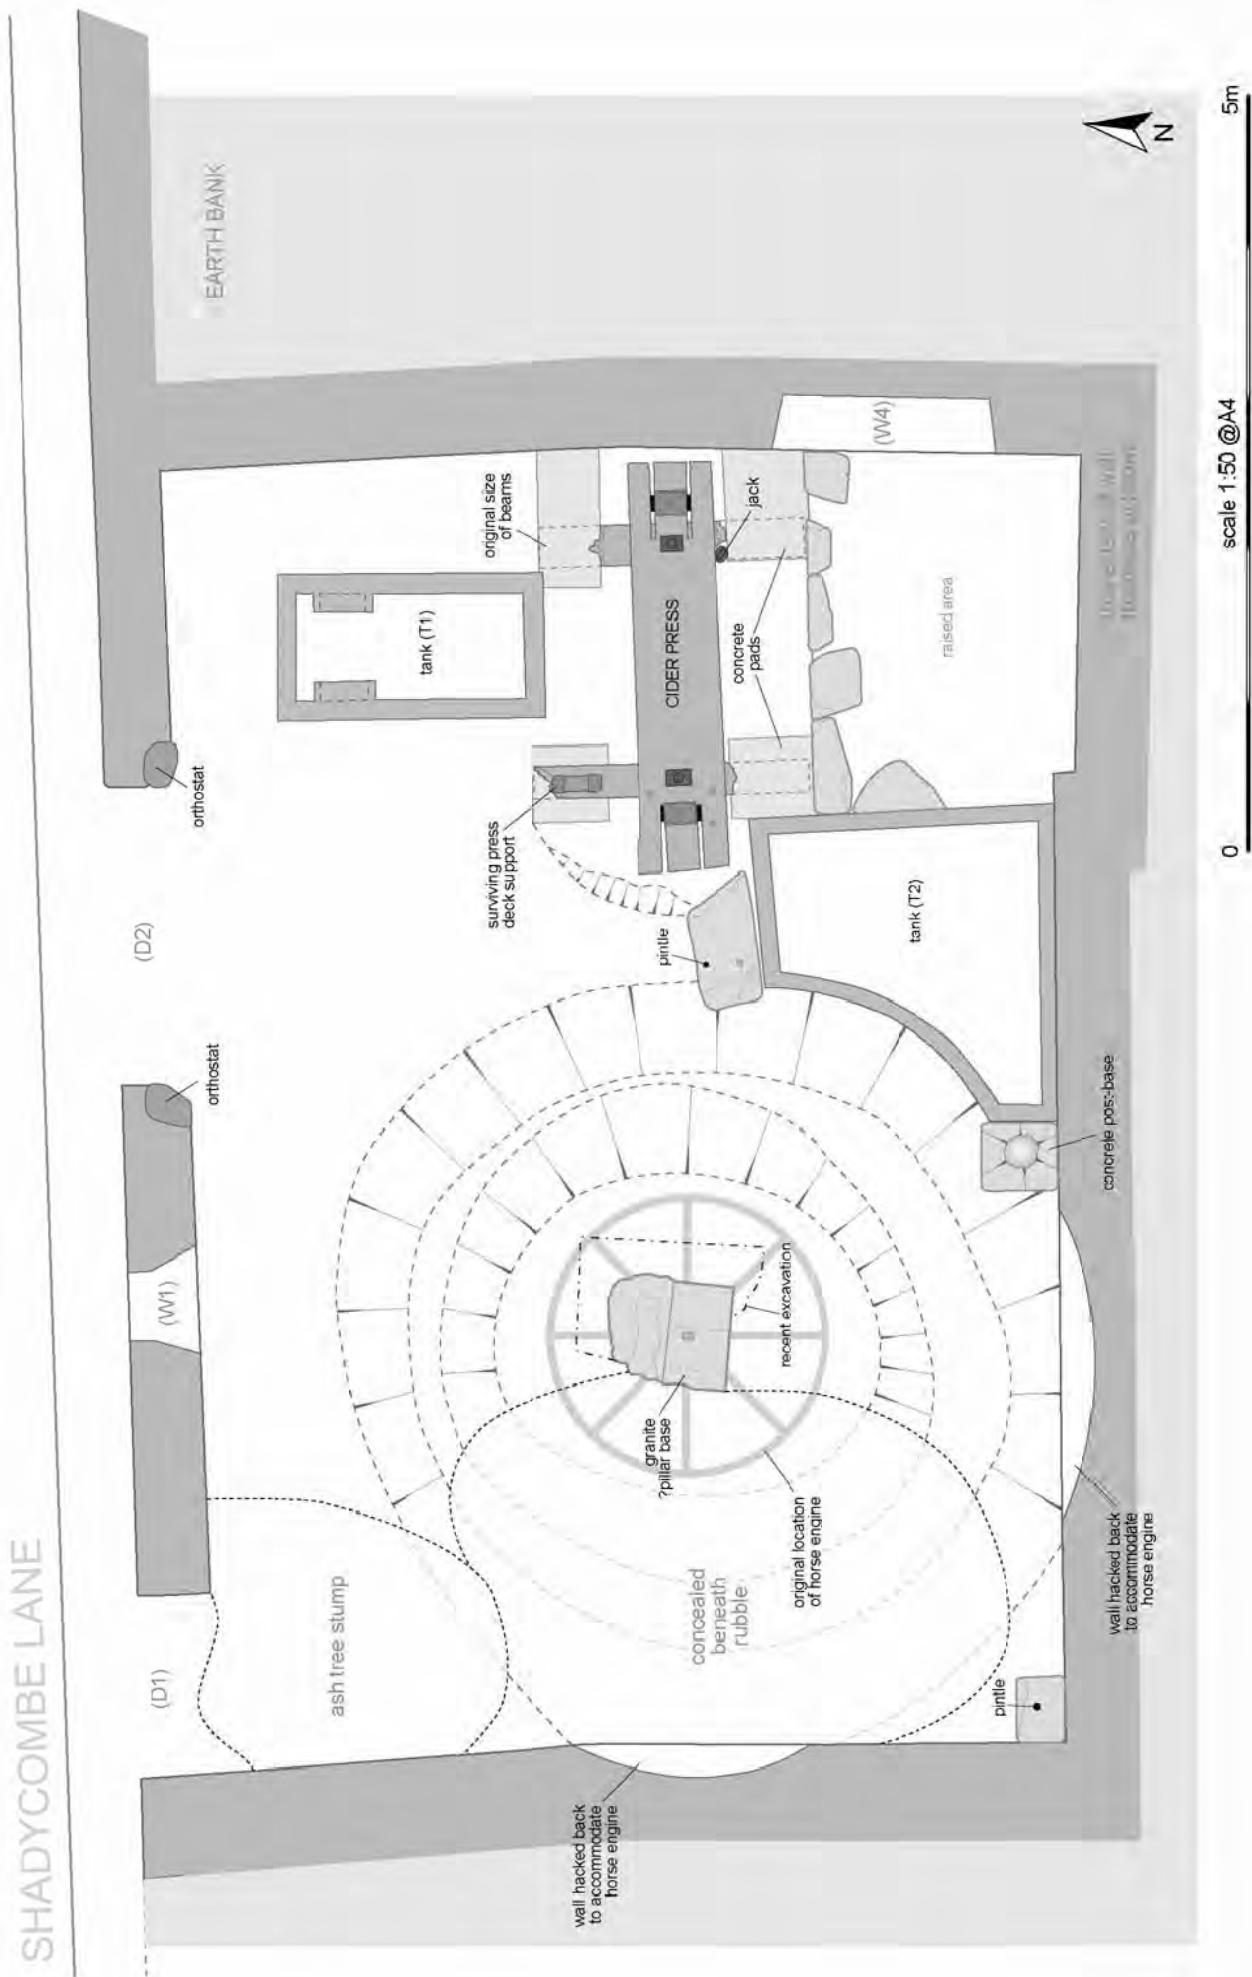 SHADYCOMBE LANE
(D1)
(W1)
(D2)
orthostat
orthostat
EARTH BANK
ash tree stump
tank (T1)
original size
of beams
surviving press
deck support
CIDER PRESS
jack
concrete
pads
pintle
(W4)
raised area
tank (T2)
concrete post-base
granite
?pillar base
recent excavation
original location
of horse engine
concealed
beneath
rubble
wall hacked back
to accommodate
horse engine
wall hacked back
to accommodate
horse engine
pintle
N
scale 1:50 @A4
0
5m